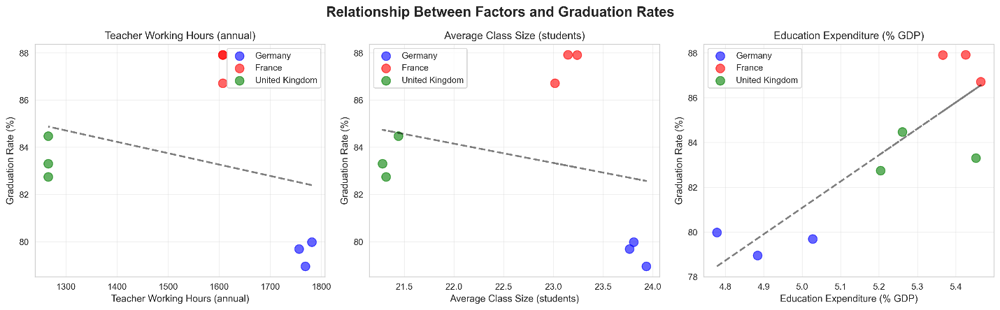 Relationship Between Factors and Graduation Rates
Teacher Working Hours (annual)
Graduation Rate (%)
88
86
84
82
80
Germany
France
United Kingdom
1300 1400 1500 1600 1700 1800
Teacher Working Hours (annual)
Average Class Size (students)
Graduation Rate (%)
88
86
84
82
80
Germany
France
United Kingdom
21.5 22.0 22.5 23.0 23.5 24.0
Average Class Size (students)
Education Expenditure (% GDP)
Graduation Rate (%)
88
86
84
82
80
78
Germany
France
United Kingdom
4.8 4.9 5.0 5.1 5.2 5.3 5.4
Education Expenditure (% GDP)